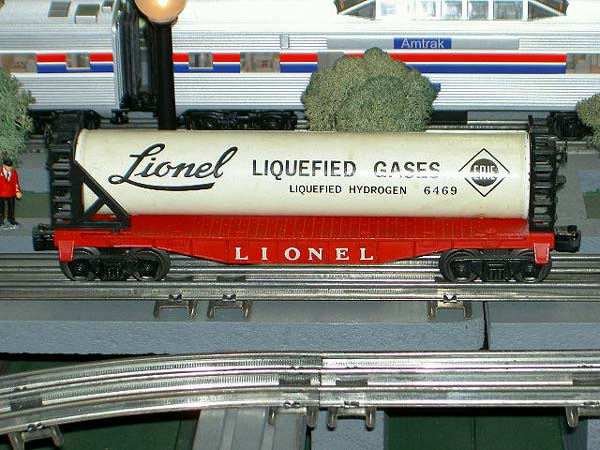 Amtrak
Lionel LIQUEFIED GASES ERIE
LIQUEFIED HYDROGEN 6469
LIONEL